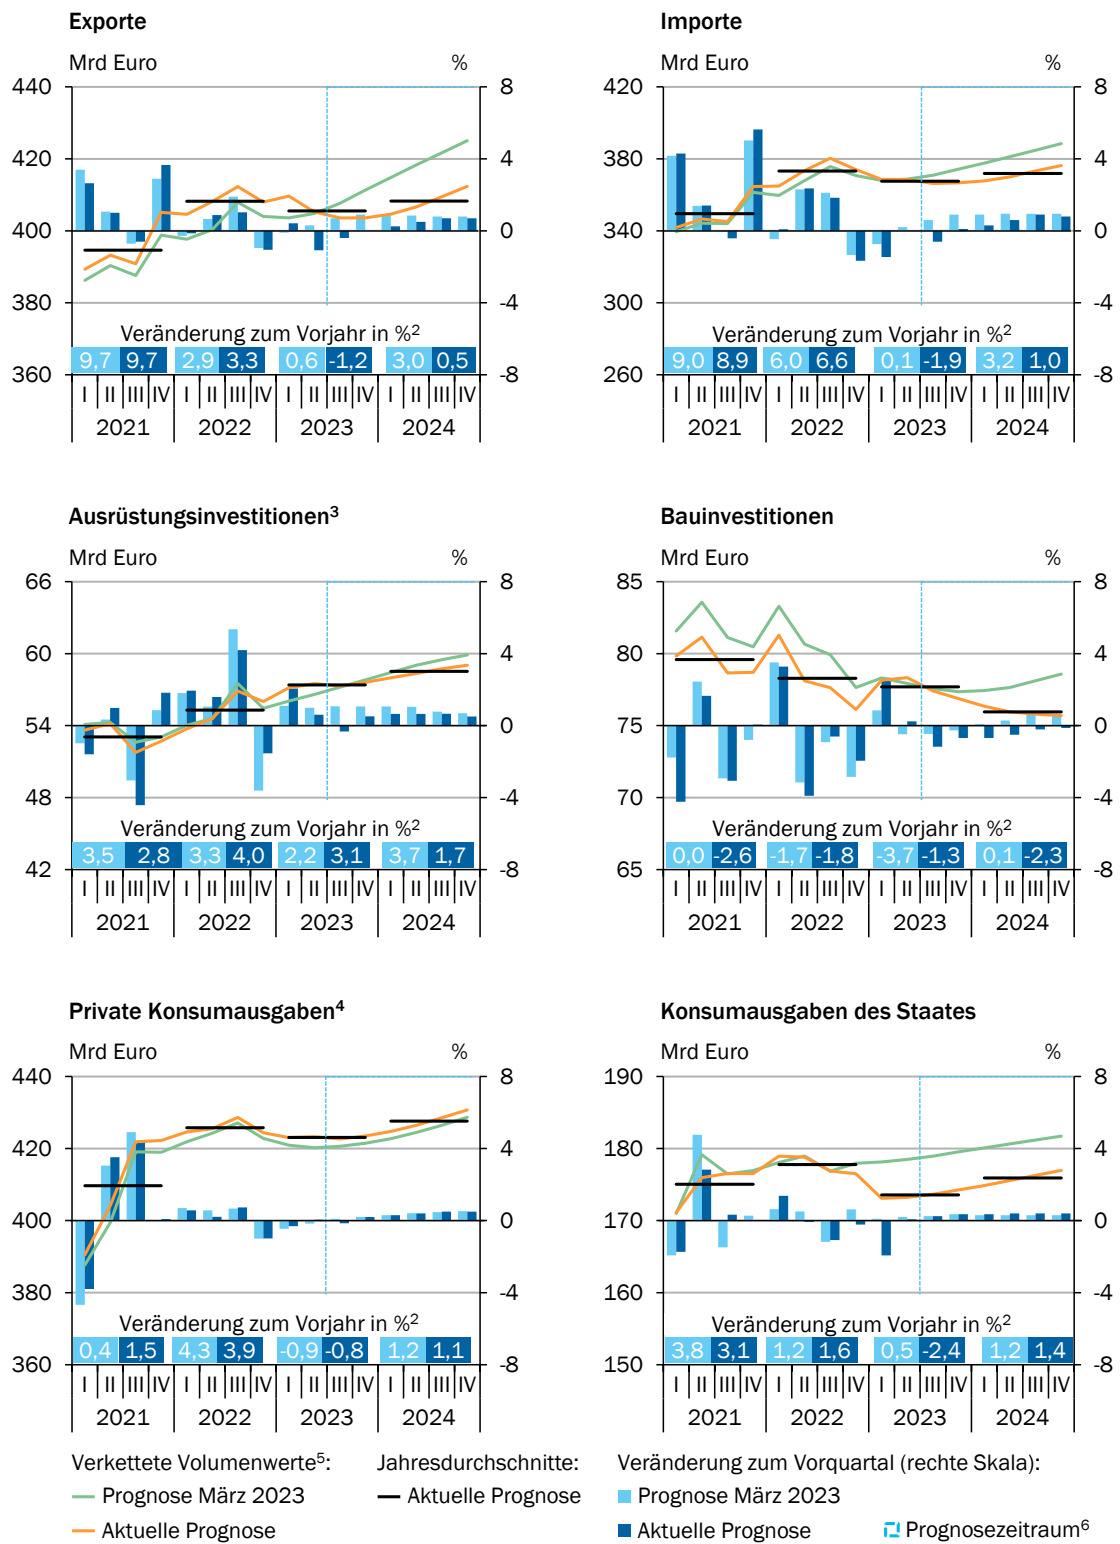 Exporte
Mrd Euro %
440 8
420 4
400 0
380 -4
Veränderung zum Vorjahr in %²
9,7 9,7 2,9 3,3 0,6 -1,2 3,0 0,5
360 -8
I II III IV I II III IV I II III IV I II III IV
2021 2022 2023 2024
Importe
Mrd Euro %
420 8
380 4
340 0
300 -4
Veränderung zum Vorjahr in %²
9,0 8,9 6,0 6,6 0,1 -1,9 3,2 1,0
260 -8
I II III IV I II III IV I II III IV I II III IV
2021 2022 2023 2024
Ausrüstungsinvestitionen³
Mrd Euro %
66 8
60 4
54 0
48 -4
Veränderung zum Vorjahr in %²
3,5 2,8 3,3 4,0 2,2 3,1 3,7 1,7
42 -8
I II III IV I II III IV I II III IV I II III IV
2021 2022 2023 2024
Bauinvestitionen
Mrd Euro %
85 8
80 4
75 0
70 -4
Veränderung zum Vorjahr in %²
0,0 -2,6 -1,7 -1,8 -3,7 -1,3 0,1 -2,3
65 -8
I II III IV I II III IV I II III IV I II III IV
2021 2022 2023 2024
Private Konsumausgaben⁴
Mrd Euro %
440 8
420 4
400 0
380 -4
Veränderung zum Vorjahr in %²
0,4 1,5 4,3 3,9 -0,9 -0,8 1,2 1,1
360 -8
I II III IV I II III IV I II III IV I II III IV
2021 2022 2023 2024
Konsumausgaben des Staates
Mrd Euro %
190 8
180 4
170 0
160 -4
Veränderung zum Vorjahr in %²
3,8 3,1 1,2 1,6 0,5 -2,4 1,2 1,4
150 -8
I II III IV I II III IV I II III IV I II III IV
2021 2022 2023 2024
Verkettete Volumenwerte⁵: Jahresdurchschnitte: Veränderung zum Vorquartal (rechte Skala):
Prognose März 2023 Aktuelle Prognose Prognose März 2023
Aktuelle Prognose Aktuelle Prognose Prognosezeitraum⁶